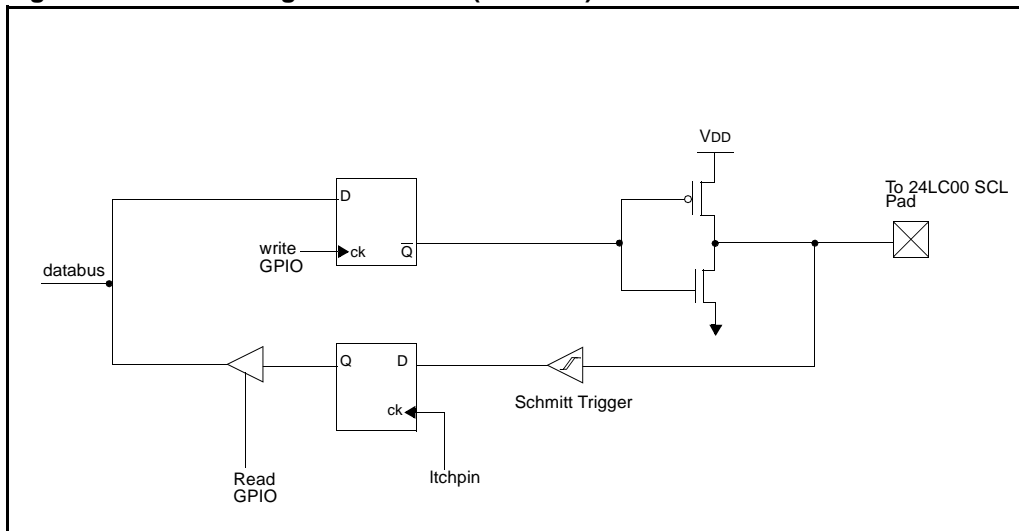 VDD
To 24LC00 SCL
Pad
D
write
GPIO
ck
Q̅
databus
Q
D
ck
Schmitt Trigger
Read
GPIO
ltchpin